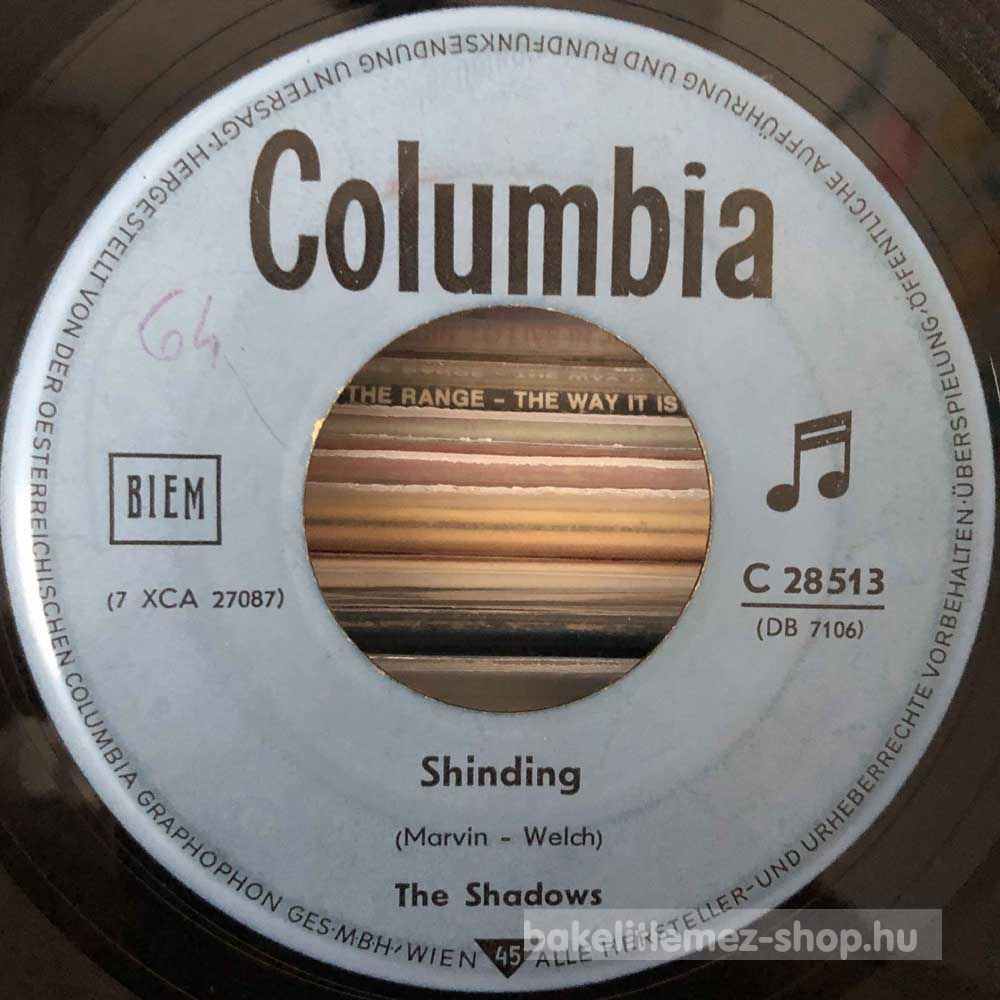 HERGESTELLT VON DER OESTERREICHISCHEN COLUMBIA GRAPHOPHON GES·M·B·H/WIEN 45 ALLE HERSTELLER- UND URHEBERRECHTE VORBEHALTEN·ÜBERSPIELUNG·ÖFFENTLICHE AUFFÜHRUNG UND RUNDFUNKSENDUNG UNTERSAGT·
Columbia
64
THE RANGE - THE WAY IT IS
BIEM
(7 XCA 27087)
C 28513
(DB 7106)
Shinding
(Marvin - Welch)
The Shadows
bakelitlemez-shop.hu